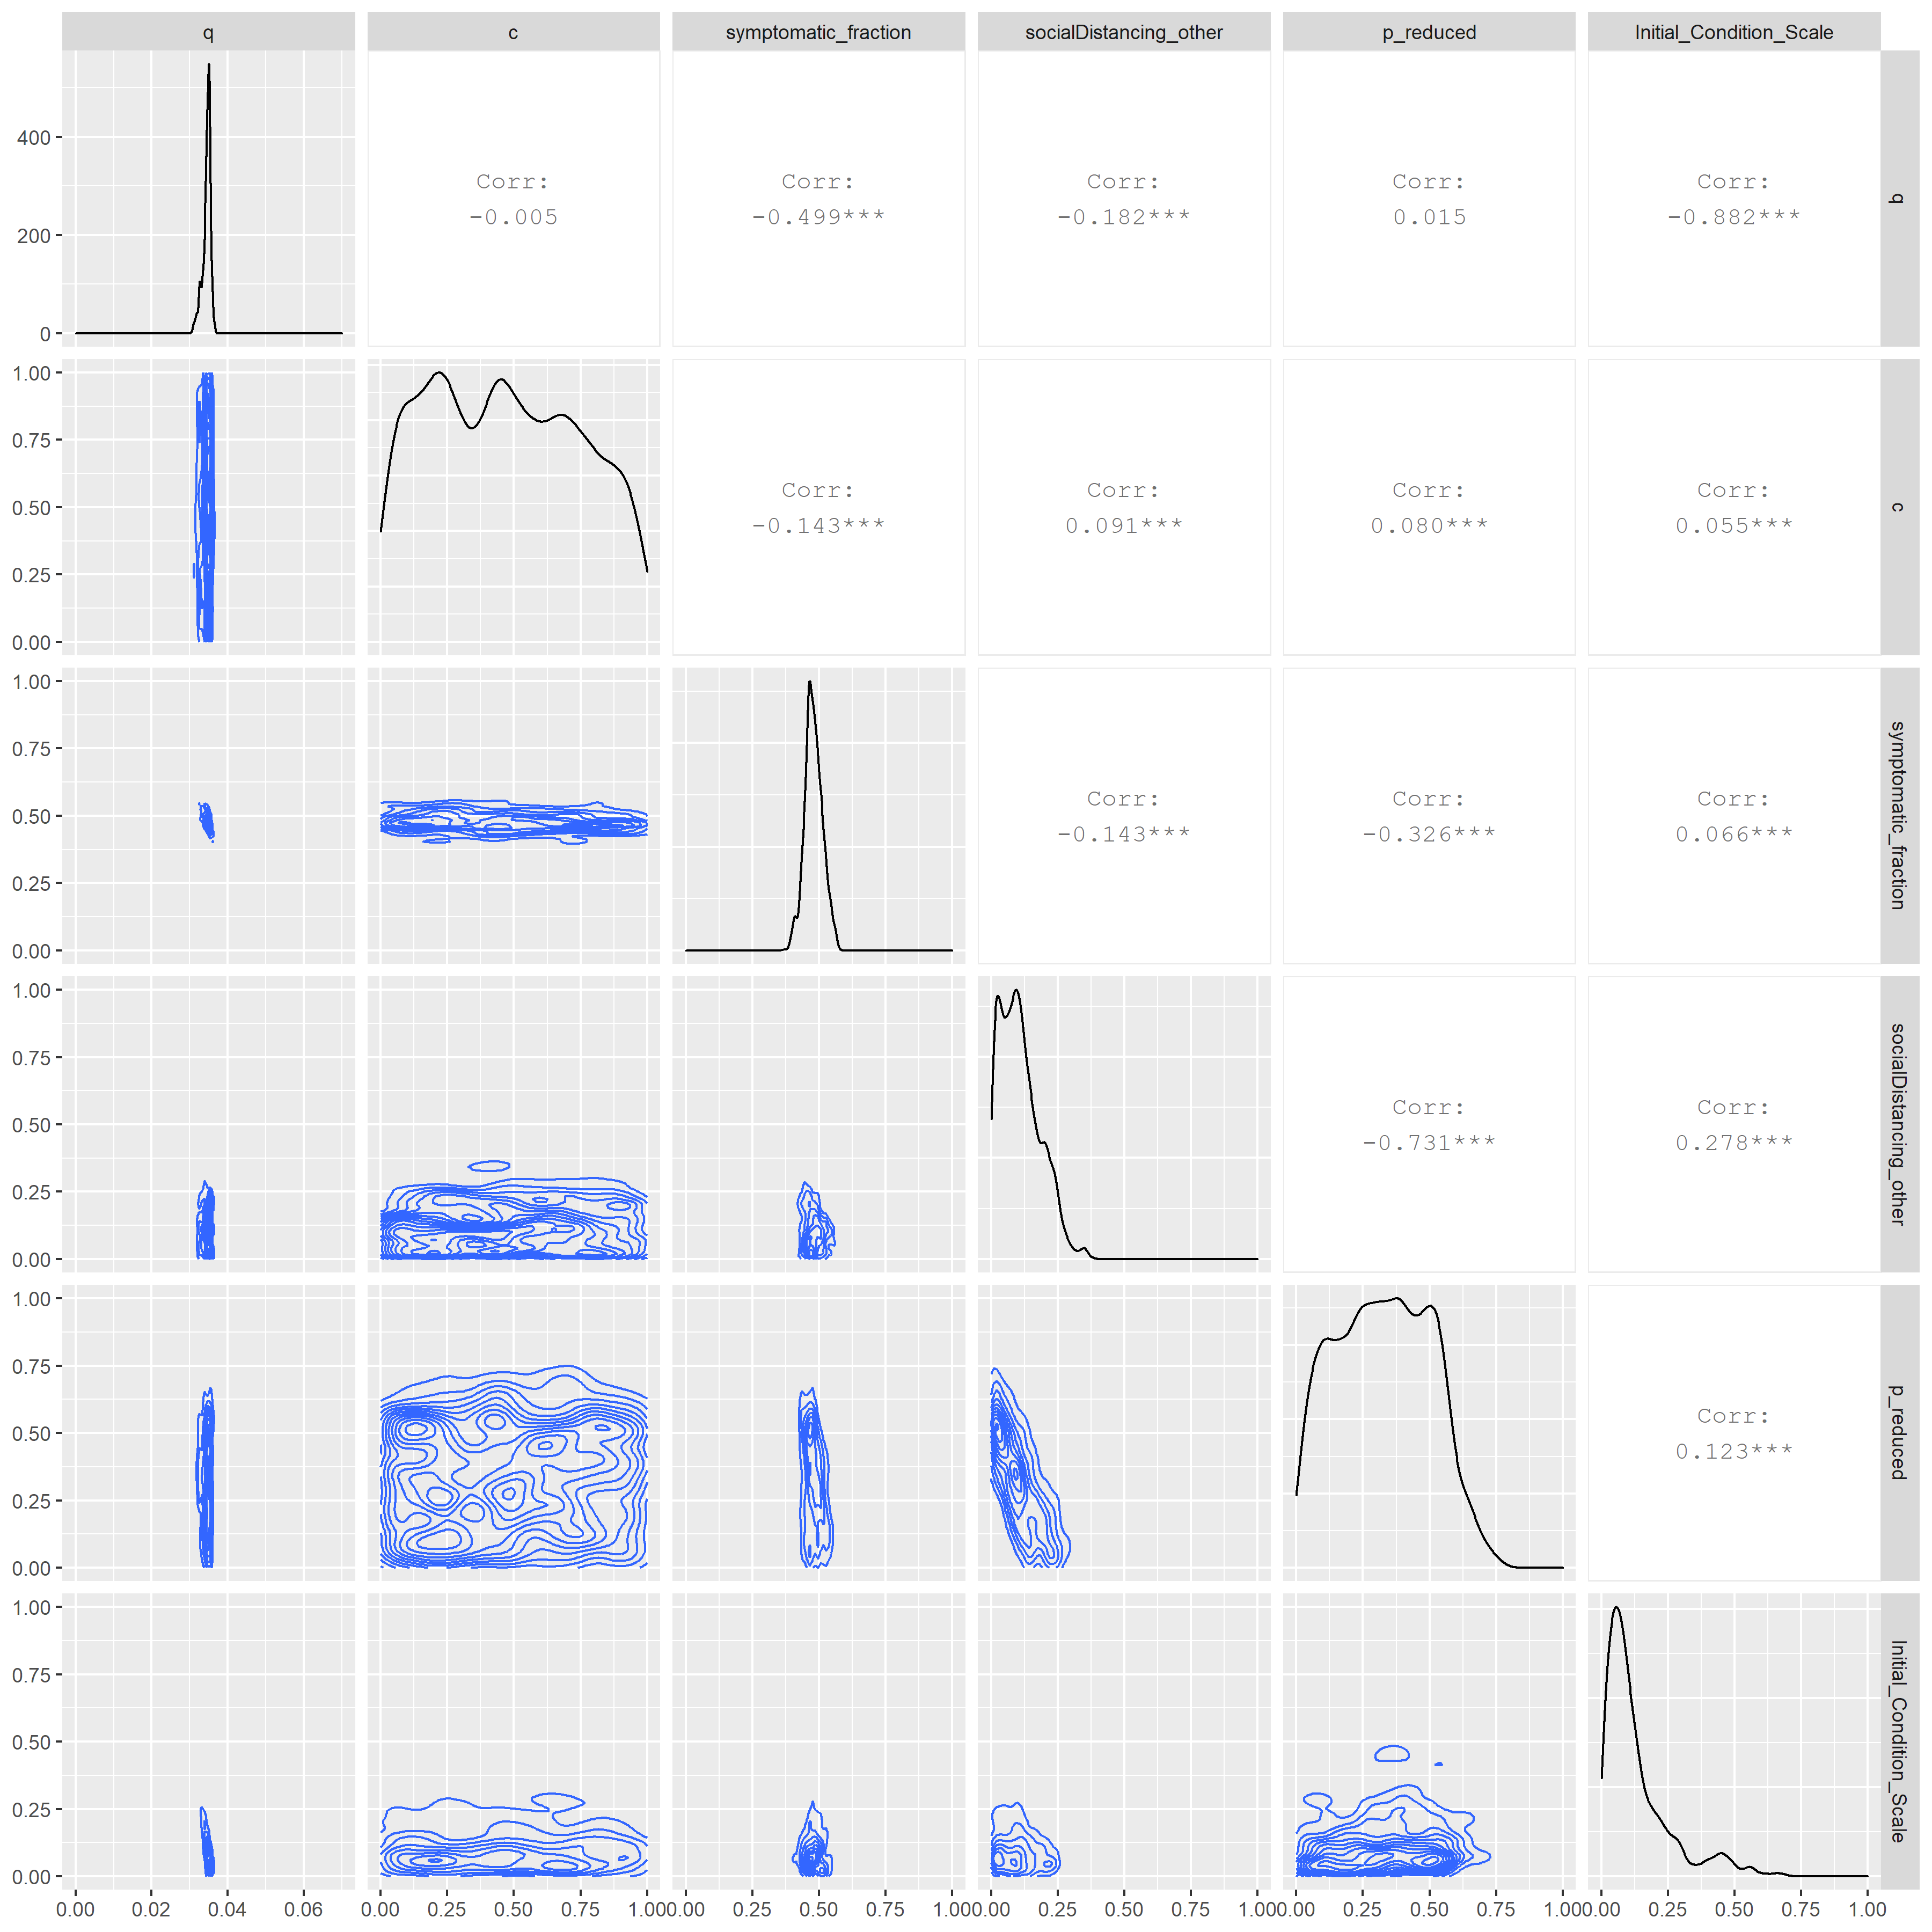 q c symptomatic_fraction socialDistancing_other p_reduced Initial_Condition_Scale
400
200
0
Corr:
-0.005
Corr:
-0.499***
Corr:
-0.182***
Corr:
0.015
Corr:
-0.882***
q
1.00
0.75
0.50
0.25
0.00
Corr:
-0.143***
Corr:
0.091***
Corr:
0.080***
Corr:
0.055***
c
1.00
0.75
0.50
0.25
0.00
Corr:
-0.143***
Corr:
-0.326***
Corr:
0.066***
symptomatic_fraction
1.00
0.75
0.50
0.25
0.00
Corr:
-0.731***
Corr:
0.278***
socialDistancing_other
1.00
0.75
0.50
0.25
0.00
Corr:
0.123***
p_reduced
1.00
0.75
0.50
0.25
0.00
Initial_Condition_Scale
0.00 0.02 0.04 0.06 0.00 0.25 0.50 0.75 1.00 0.00 0.25 0.50 0.75 1.00 0.00 0.25 0.50 0.75 1.00 0.00 0.25 0.50 0.75 1.00 0.00 0.25 0.50 0.75 1.00